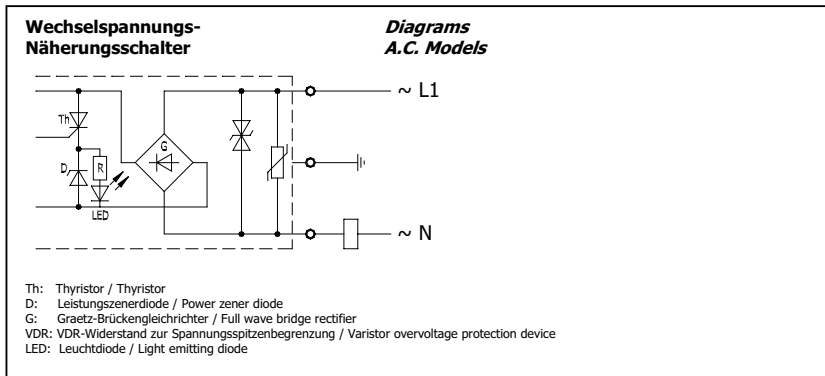 Wechselspannungs-
Näherungsschalter
Diagrams
A.C. Models
~ L1
Th
G
D
R
LED
~ N
Th: Thyristor / Thyristor
D: Leistungszenerdiode / Power zener diode
G: Graetz-Brückengleichrichter / Full wave bridge rectifier
VDR: VDR-Widerstand zur Spannungsspitzenbegrenzung / Varistor overvoltage protection device
LED: Leuchtdiode / Light emitting diode